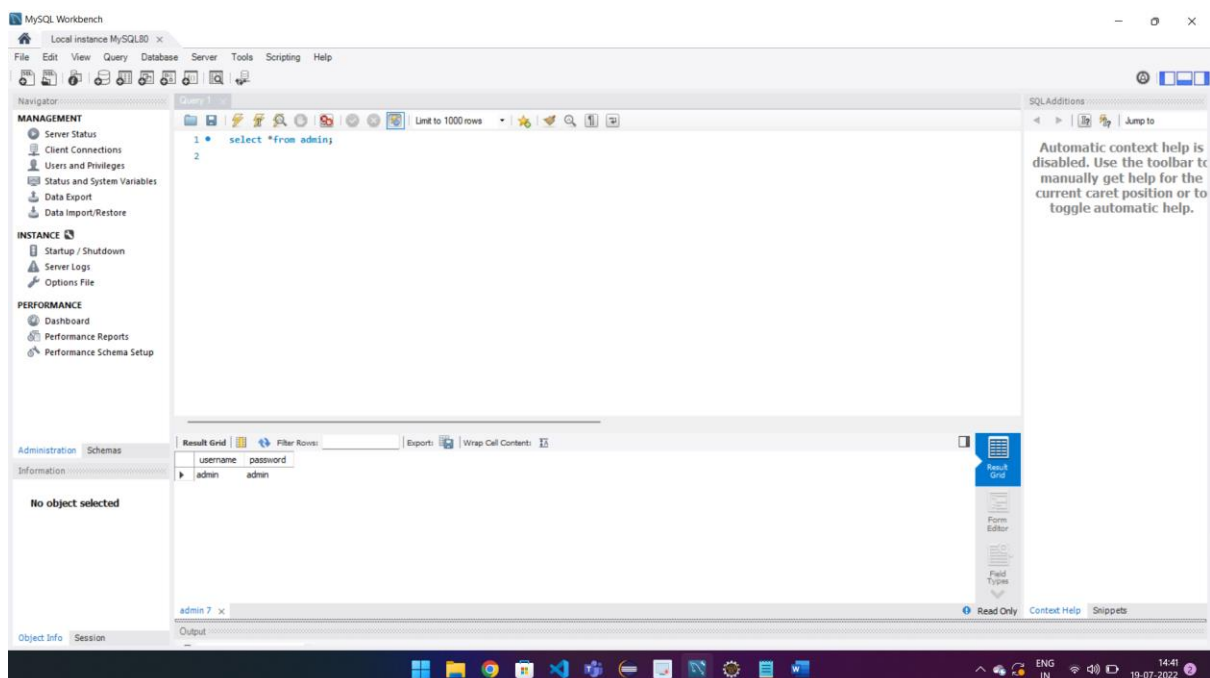 MySQL Workbench
Local instance MySQL80 ×
File Edit View Query Database Server Tools Scripting Help
Navigator
MANAGEMENT
Server Status
Client Connections
Users and Privileges
Status and System Variables
Data Export
Data Import/Restore
INSTANCE
Startup / Shutdown
Server Logs
Options File
PERFORMANCE
Dashboard
Performance Reports
Performance Schema Setup
Administration Schemas
Information
No object selected
Object Info Session
Query 1 ×
Limit to 1000 rows
1 select *from admin;
2
Result Grid Filter Rows: Export: Wrap Cell Content:
username password
admin admin
Result
Grid
Form
Editor
Field
Types
admin 7 ×
Read Only
Output
SQLAdditions
Jump to
Automatic context help is
disabled. Use the toolbar to
manually get help for the
current caret position or to
toggle automatic help.
Context Help Snippets
ENG
IN
14:41
19-07-2022
2